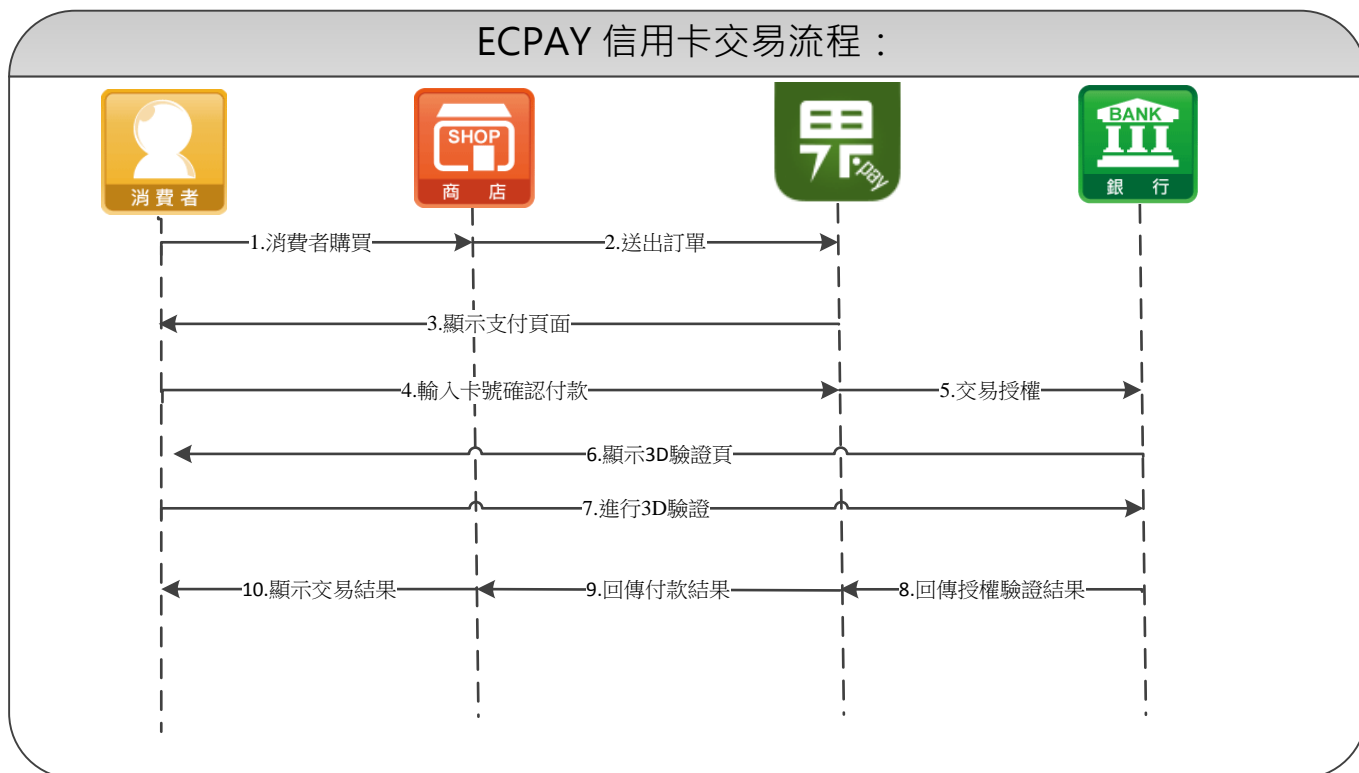 ECPAY 信用卡交易流程：
消費者
SHOP
商店
界
pay
BANK
銀行
1.消費者購買
2.送出訂單
3.顯示支付頁面
4.輸入卡號確認付款
5.交易授權
6.顯示3D驗證頁
7.進行3D驗證
10.顯示交易結果
9.回傳付款結果
8.回傳授權驗證結果